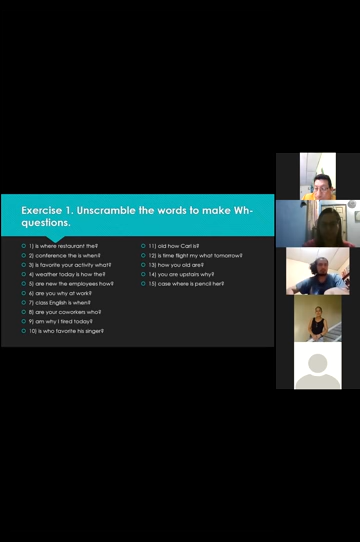 Exercise 1. Unscramble the words to make Wh-
questions.
1) is where restaurant the?
2) conference the is when?
3) is favorite your activity what?
4) weather today is how the?
5) are new the employees how?
6) are you why at work?
7) class English is when?
8) are your coworkers who?
9) am why I tired today?
10) is who favorite his singer?
11) old how Carl is?
12) is time flight my what tomorrow?
13) how you old are?
14) you are upstairs why?
15) case where is pencil her?